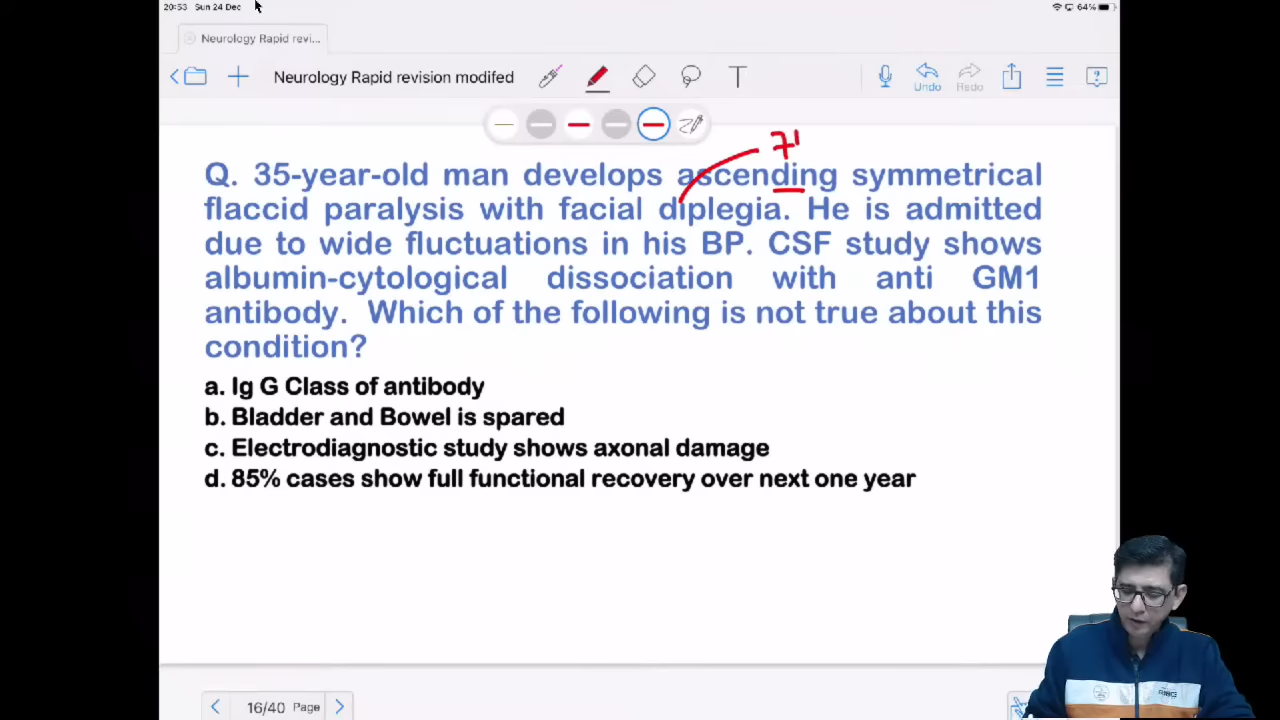 20:53 Sun 24 Dec
64%
Neurology Rapid revi...
Neurology Rapid revision modifed
T
Undo
Redo
Q. 35-year-old man develops ascending symmetrical
flaccid paralysis with facial diplegia. He is admitted
due to wide fluctuations in his BP. CSF study shows
albumin-cytological dissociation with anti GM1
antibody. Which of the following is not true about this
condition?
a. Ig G Class of antibody
b. Bladder and Bowel is spared
c. Electrodiagnostic study shows axonal damage
d. 85% cases show full functional recovery over next one year
16/40 Page